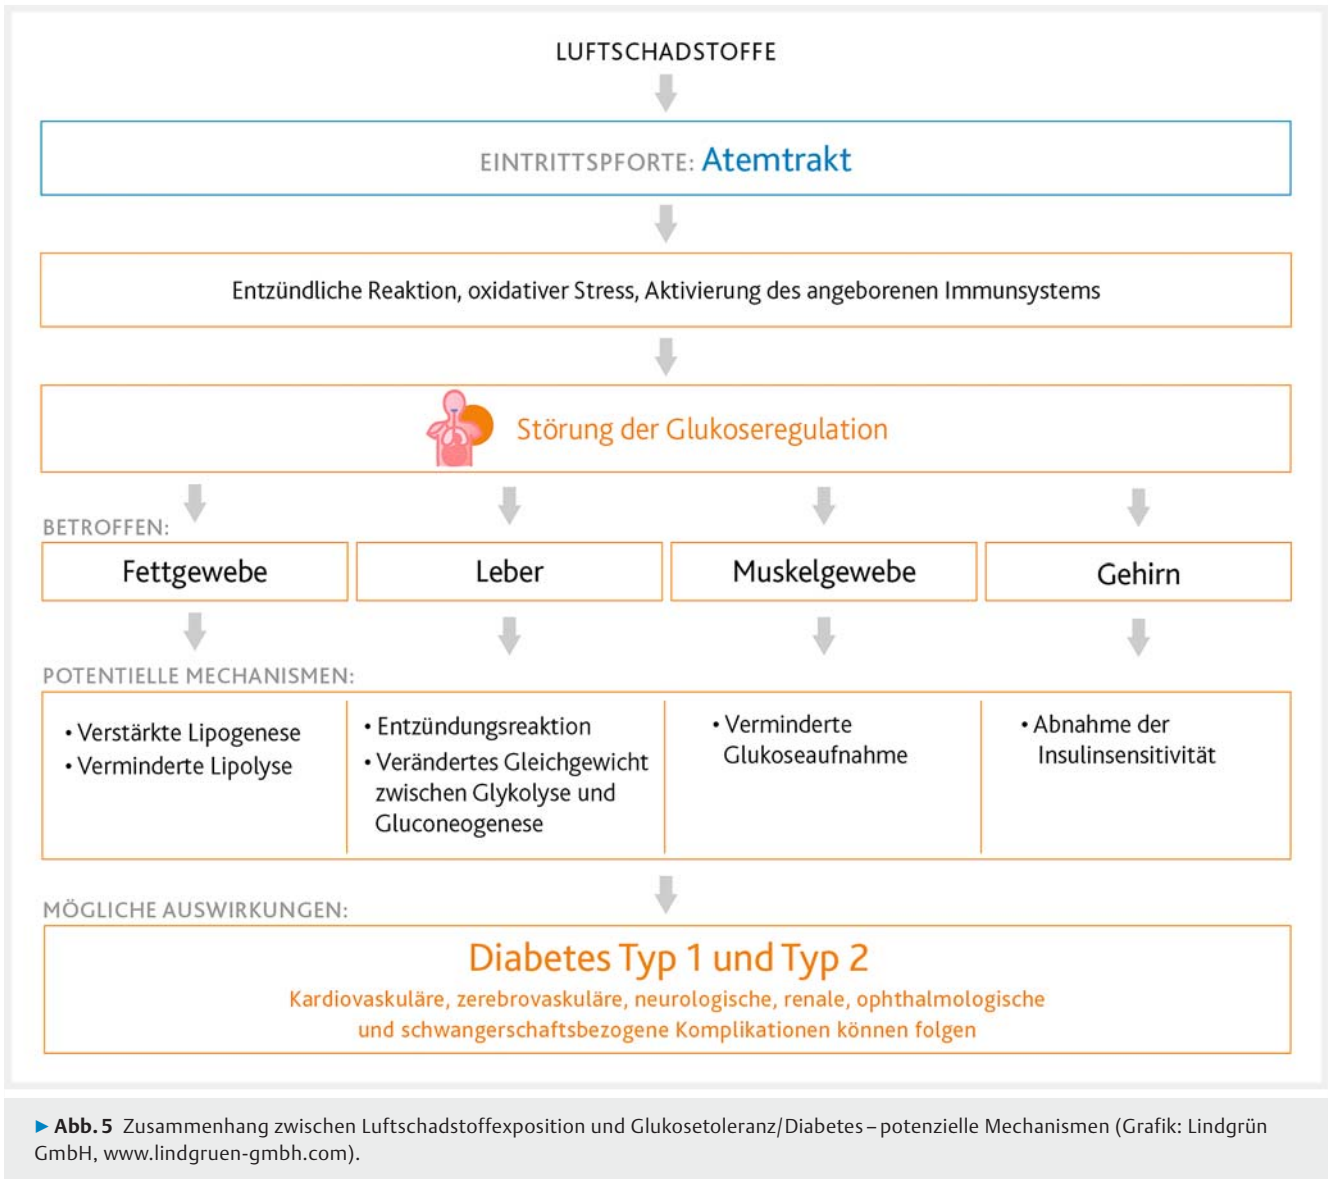 LUFTSCHADSTOFFE
EINTRITTSPFORTE: Atemtrakt
Entzündliche Reaktion, oxidativer Stress, Aktivierung des angeborenen Immunsystems
Störung der Glukoseregulation
BETROFFEN:
Fettgewebe
Leber
Muskelgewebe
Gehirn
POTENTIELLE MECHANISMEN:
• Verstärkte Lipogenese
• Verminderte Lipolyse
• Entzündungsreaktion
• Verändertes Gleichgewicht
zwischen Glykolyse und
Gluconeogenese
• Verminderte
Glukoseaufnahme
• Abnahme der
Insulinsensitivität
MÖGLICHE AUSWIRKUNGEN:
Diabetes Typ 1 und Typ 2
Kardiovaskuläre, zerebrovaskuläre, neurologische, renale, ophthalmologische
und schwangerschaftsbezogene Komplikationen können folgen
▶ Abb. 5 Zusammenhang zwischen Luftschadstoffexposition und Glukosetoleranz/Diabetes – potenzielle Mechanismen (Grafik: Lindgrün
GmbH, www.lindgruen-gmbh.com).